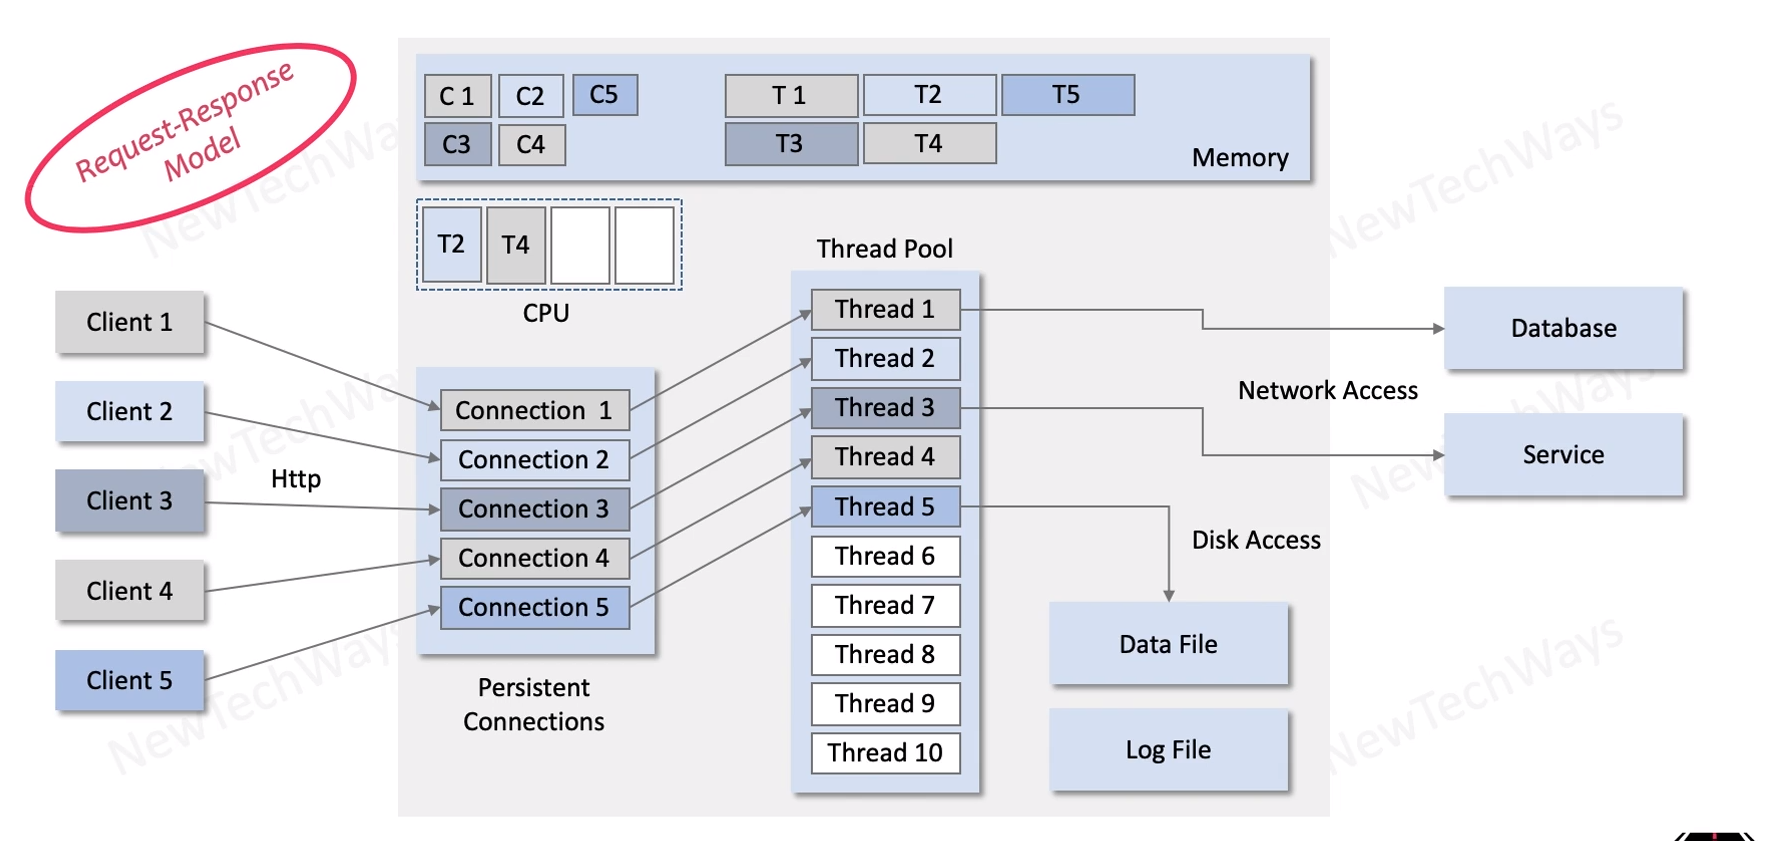 Request-Response
Model
C 1
C2
C5
T 1
T2
T5
C3
C4
T3
T4
Memory
T2
T4
CPU
Thread Pool
Client 1
Client 2
Client 3
Client 4
Client 5
Http
Connection 1
Connection 2
Connection 3
Connection 4
Connection 5
Persistent
Connections
Thread 1
Thread 2
Thread 3
Thread 4
Thread 5
Thread 6
Thread 7
Thread 8
Thread 9
Thread 10
Database
Network Access
Service
Disk Access
Data File
Log File
NewTechWays
NewTechWays
NewTechWays
NewTechWays